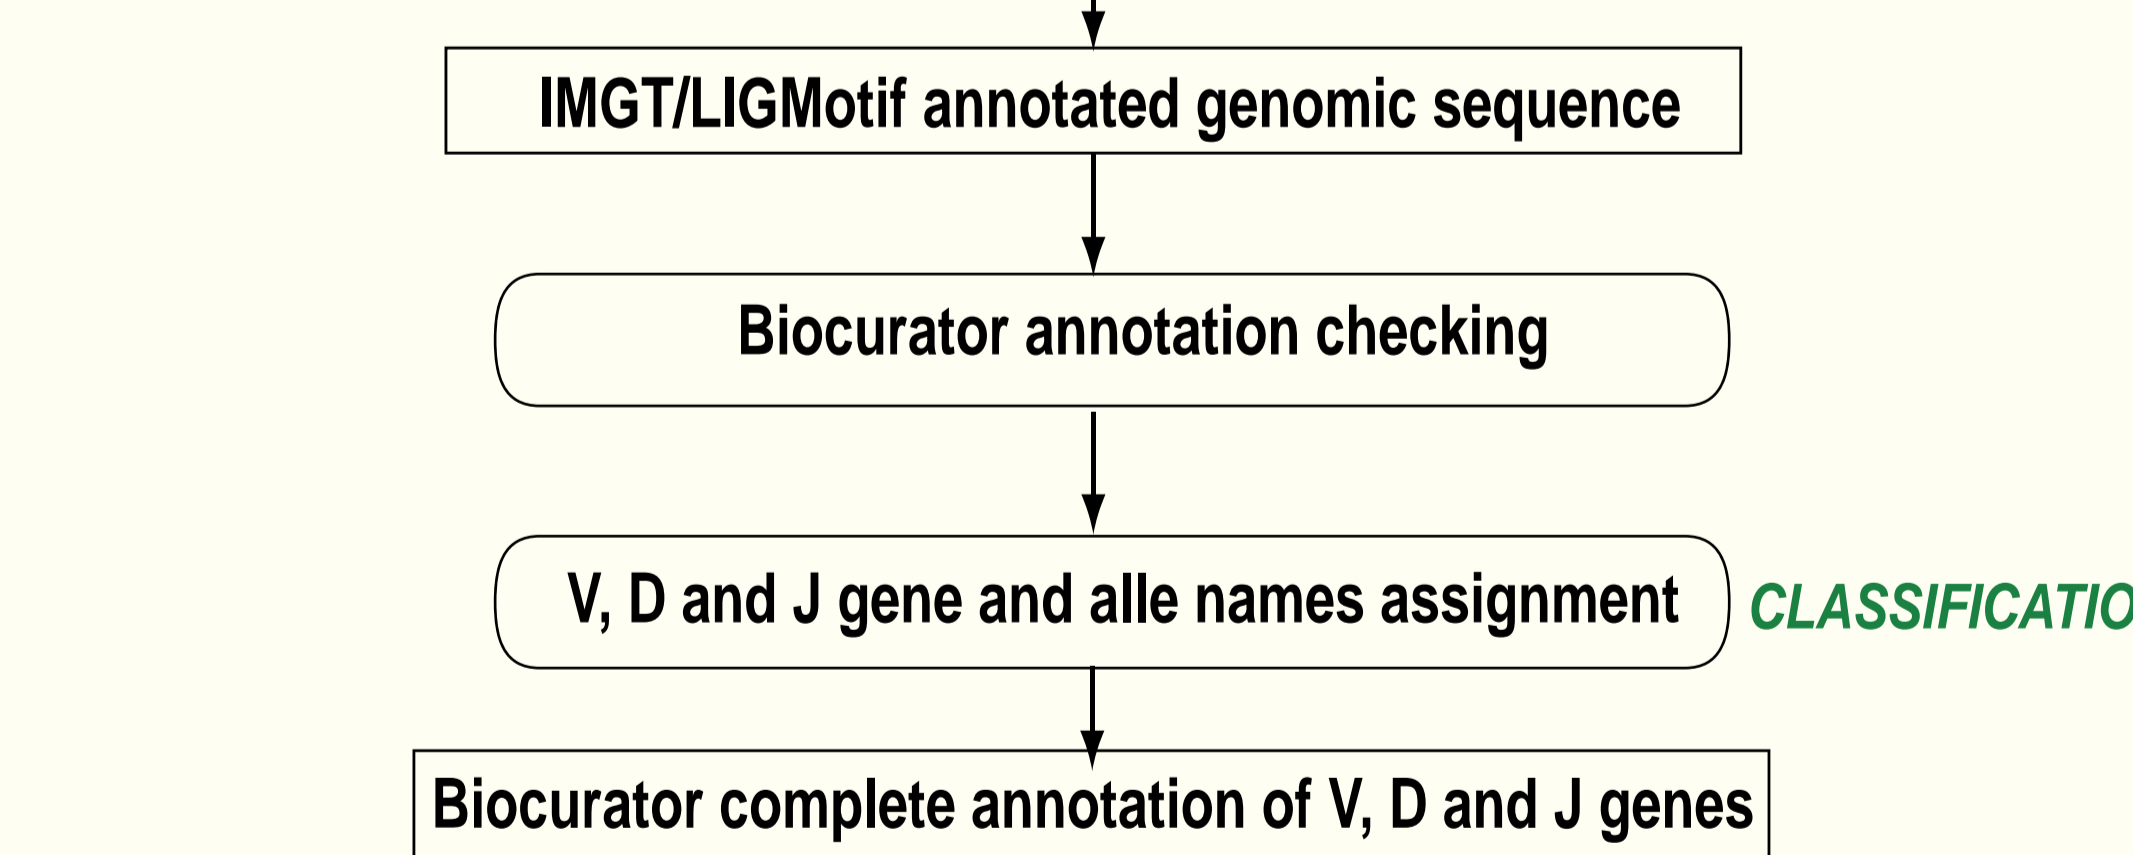 IMGT/LIGMotif annotated genomic sequence
Biocurator annotation checking
V, D and J gene and alle names assignment
CLASSIFICATIO
Biocurator complete annotation of V, D and J genes